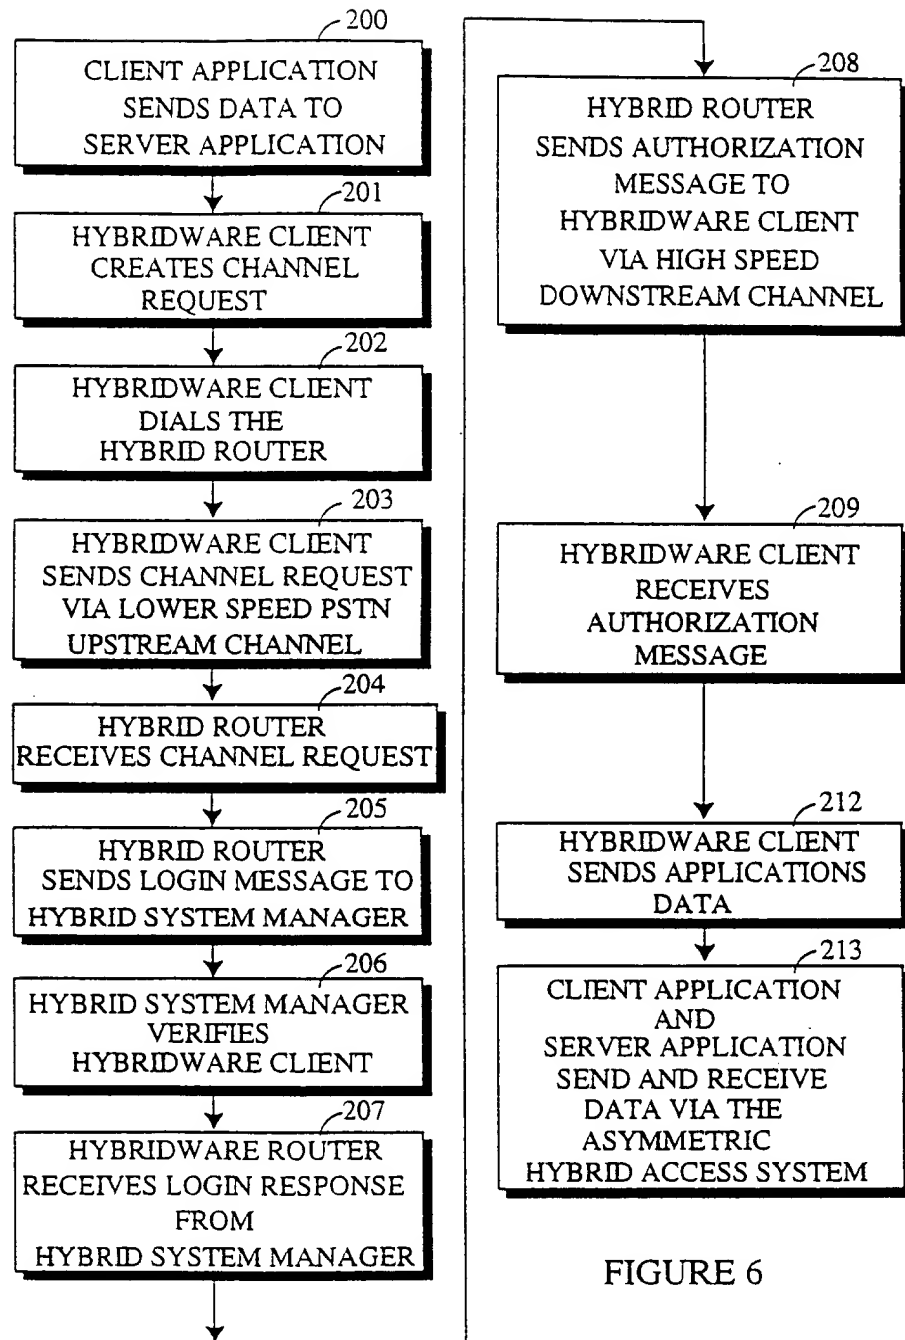 200
CLIENT APPLICATION
SENDS DATA TO
SERVER APPLICATION
201
HYBRIDWARE CLIENT
CREATES CHANNEL
REQUEST
202
HYBRIDWARE CLIENT
DIALS THE
HYBRID ROUTER
203
HYBRIDWARE CLIENT
SENDS CHANNEL REQUEST
VIA LOWER SPEED PSTN
UPSTREAM CHANNEL
204
HYBRID ROUTER
RECEIVES CHANNEL REQUEST
205
HYBRID ROUTER
SENDS LOGIN MESSAGE TO
HYBRID SYSTEM MANAGER
206
HYBRID SYSTEM MANAGER
VERIFIES
HYBRIDWARE CLIENT
207
HYBRIDWARE ROUTER
RECEIVES LOGIN RESPONSE
FROM
HYBRID SYSTEM MANAGER
208
HYBRID ROUTER
SENDS AUTHORIZATION
MESSAGE TO
HYBRIDWARE CLIENT
VIA HIGH SPEED
DOWNSTREAM CHANNEL
209
HYBRIDWARE CLIENT
RECEIVES
AUTHORIZATION
MESSAGE
212
HYBRIDWARE CLIENT
SENDS APPLICATIONS
DATA
213
CLIENT APPLICATION
AND
SERVER APPLICATION
SEND AND RECEIVE
DATA VIA THE
ASYMMETRIC
HYBRID ACCESS SYSTEM
FIGURE 6